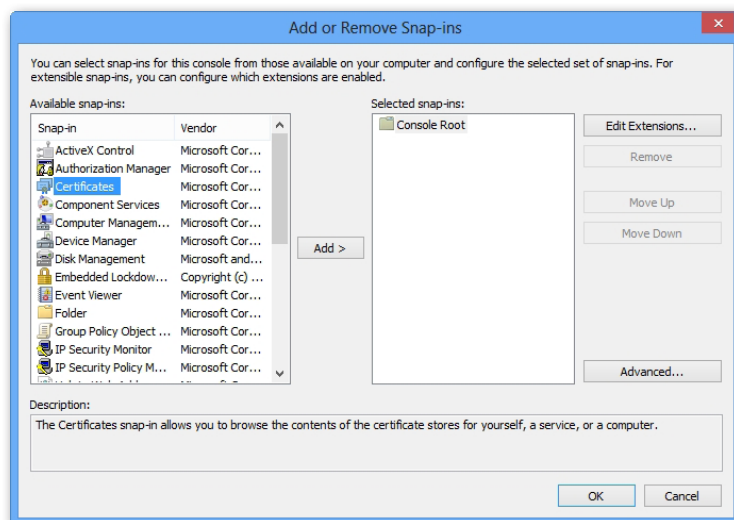 Add or Remove Snap-ins
You can select snap-ins for this console from those available on your computer and configure the selected set of snap-ins. For
extensible snap-ins, you can configure which extensions are enabled.
Available snap-ins:
Selected snap-ins:
Snap-in Vendor
ActiveX Control Microsoft Cor...
Authorization Manager Microsoft Cor...
Certificates Microsoft Cor...
Component Services Microsoft Cor...
Computer Managem... Microsoft Cor...
Device Manager Microsoft Cor...
Disk Management Microsoft and...
Embedded Lockdow... Copyright (c) ...
Event Viewer Microsoft Cor...
Folder Microsoft Cor...
Group Policy Object ... Microsoft Cor...
IP Security Monitor Microsoft Cor...
IP Security Policy M... Microsoft Cor...
Add >
Console Root
Edit Extensions...
Remove
Move Up
Move Down
Advanced...
Description:
The Certificates snap-in allows you to browse the contents of the certificate stores for yourself, a service, or a computer.
OK Cancel